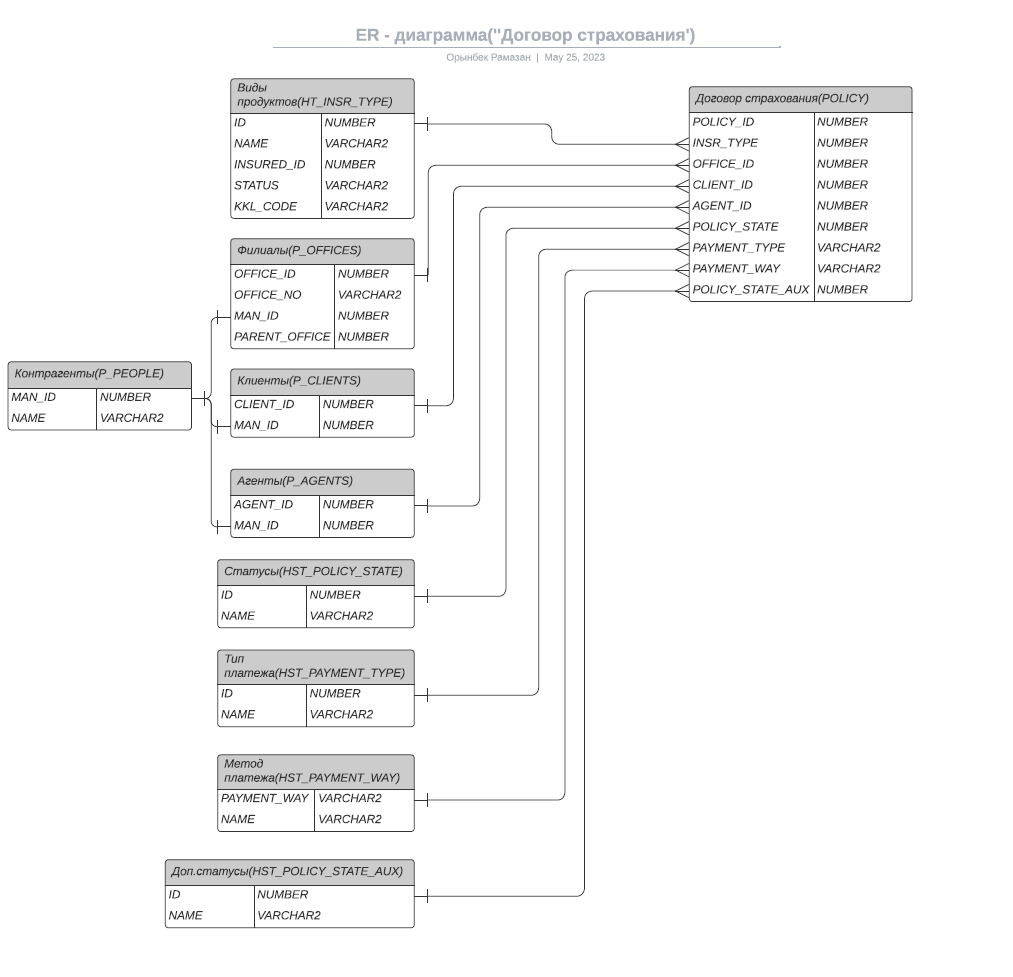 ER - диаграмма("Договор страхования')
Орынбек Рамазан | May 25, 2023
Виды
продуктов(HT_INSR_TYPE)
ID NUMBER
NAME VARCHAR2
INSURED_ID NUMBER
STATUS VARCHAR2
KKL_CODE VARCHAR2
Договор страхования(POLICY)
POLICY_ID NUMBER
INSR_TYPE NUMBER
OFFICE_ID NUMBER
CLIENT_ID NUMBER
AGENT_ID NUMBER
POLICY_STATE NUMBER
PAYMENT_TYPE VARCHAR2
PAYMENT_WAY VARCHAR2
POLICY_STATE_AUX NUMBER
Филиалы(P_OFFICES)
OFFICE_ID NUMBER
OFFICE_NO VARCHAR2
MAN_ID NUMBER
PARENT_OFFICE NUMBER
Контрагенты(P_PEOPLE)
MAN_ID NUMBER
NAME VARCHAR2
Клиенты(P_CLIENTS)
CLIENT_ID NUMBER
MAN_ID NUMBER
Агенты(P_AGENTS)
AGENT_ID NUMBER
MAN_ID NUMBER
Статусы(HST_POLICY_STATE)
ID NUMBER
NAME VARCHAR2
Тип
платежа(HST_PAYMENT_TYPE)
ID NUMBER
NAME VARCHAR2
Метод
платежа(HST_PAYMENT_WAY)
PAYMENT_WAY VARCHAR2
NAME VARCHAR2
Доп.статусы(HST_POLICY_STATE_AUX)
ID NUMBER
NAME VARCHAR2